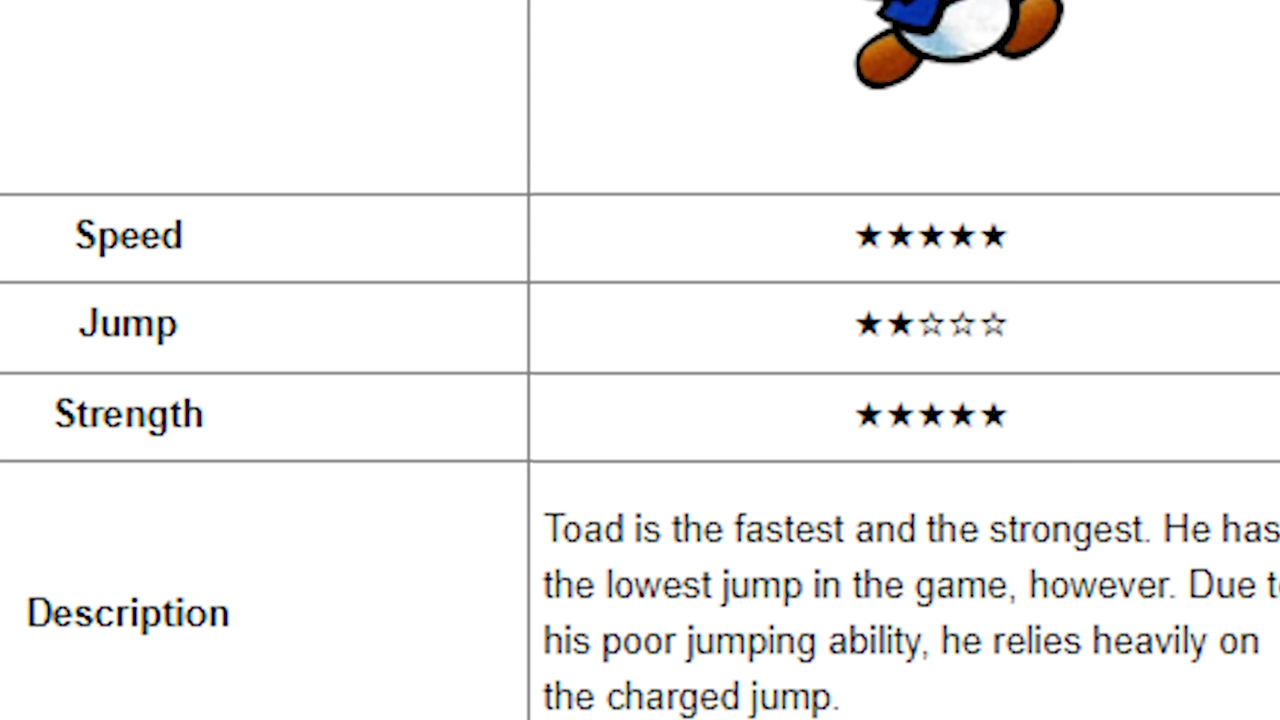 Speed ★★★★★
Jump ★★☆☆☆
Strength ★★★★★
Description
Toad is the fastest and the strongest. He has
the lowest jump in the game, however. Due
his poor jumping ability, he relies heavily on
the charged jump.